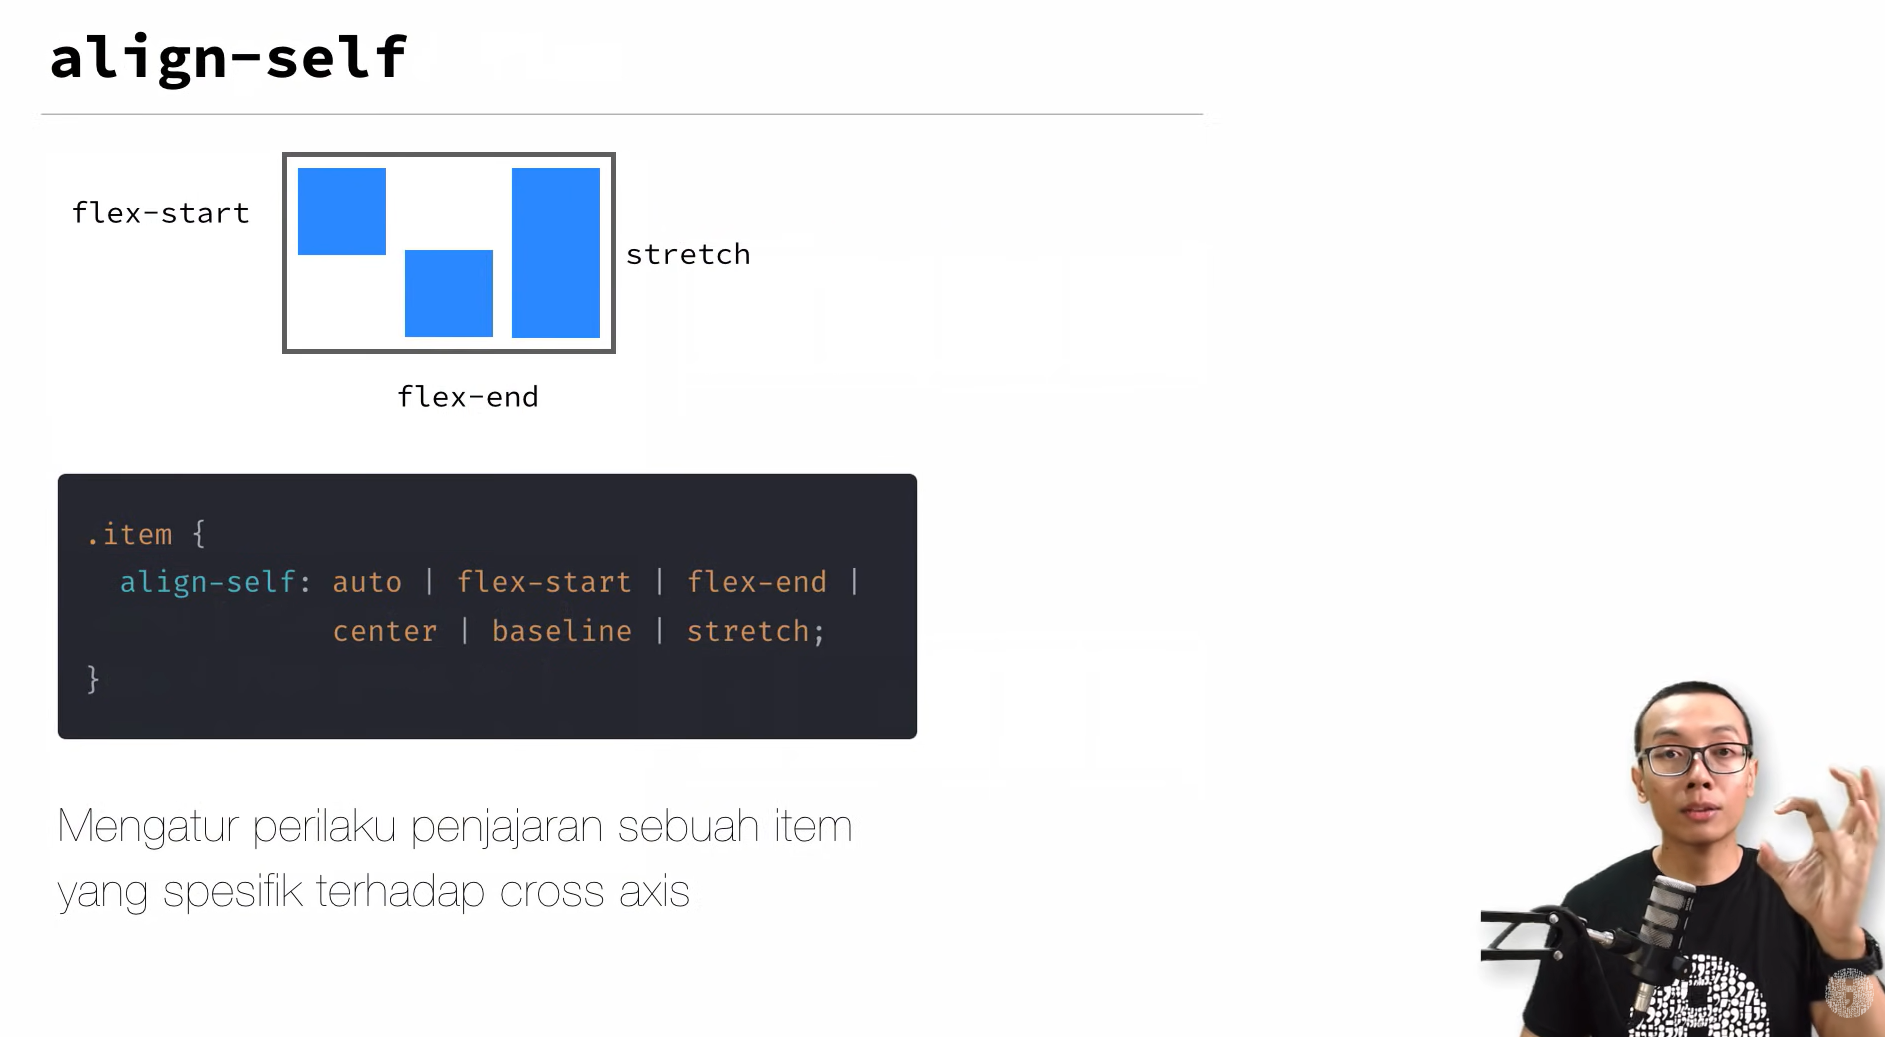 align-self
flex-start
stretch
flex-end
.item {
align-self: auto | flex-start | flex-end |
center | baseline | stretch;
}
Mengatur perilaku penjajaran sebuah item
yang spesifik terhadap cross axis